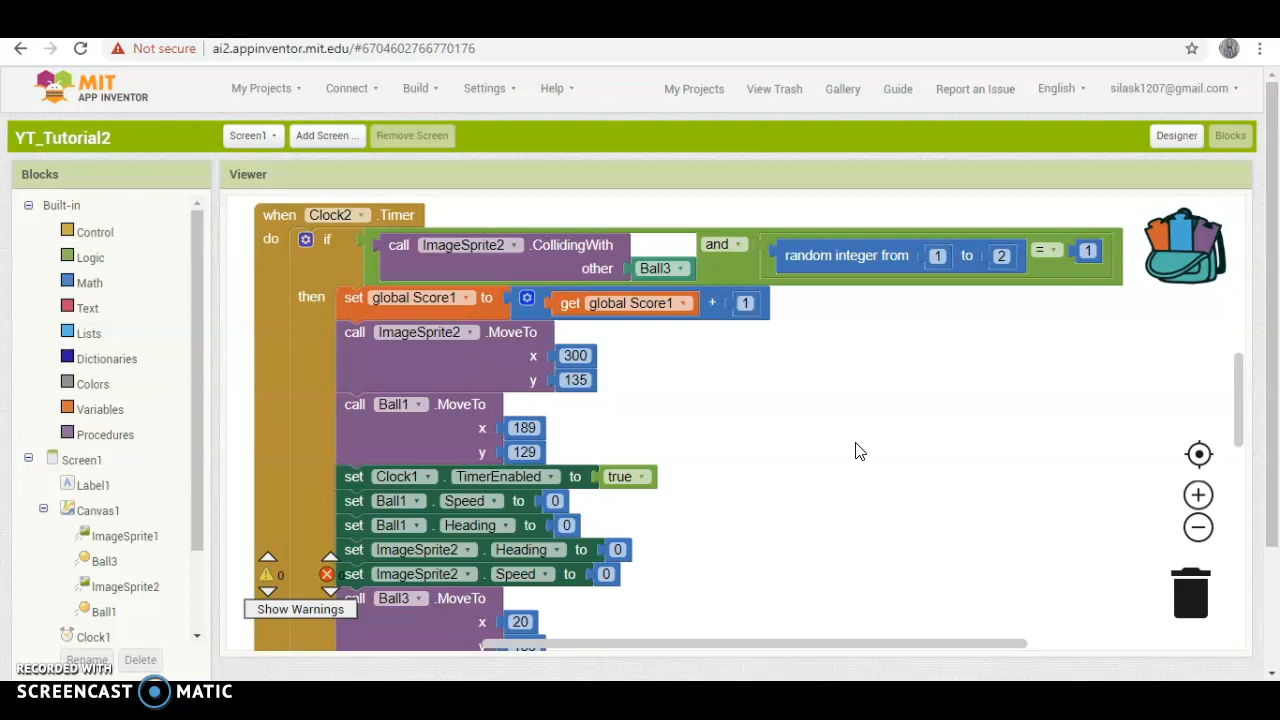 Not secure | ai2.appinventor.mit.edu/#6704602766770176
MIT APP INVENTOR
My Projects Connect Build Settings Help My Projects View Trash Gallery Guide Report an Issue English silask1207@gmail.com
YT_Tutorial2 Screen1 Add Screen ... Remove Screen Designer Blocks
Blocks
Viewer
Built-in
Control
Logic
Math
Text
Lists
Dictionaries
Colors
Variables
Procedures
Screen1
Label1
Canvas1
ImageSprite1
Ball3
ImageSprite2
Ball1
Clock1
Rename Delete
when Clock2 .Timer
do if call ImageSprite2 .CollidingWith and random integer from 1 to 2 = 1
other Ball3
then set global Score1 to get global Score1 + 1
call ImageSprite2 .MoveTo
x 300
y 135
call Ball1 .MoveTo
x 189
y 129
set Clock1 . TimerEnabled to true
set Ball1 . Speed to 0
set Ball1 . Heading to 0
set ImageSprite2 . Heading to 0
set ImageSprite2 . Speed to 0
call Ball3 .MoveTo
x 20
0
Show Warnings
RECORDED WITH
SCREENCAST MATIC